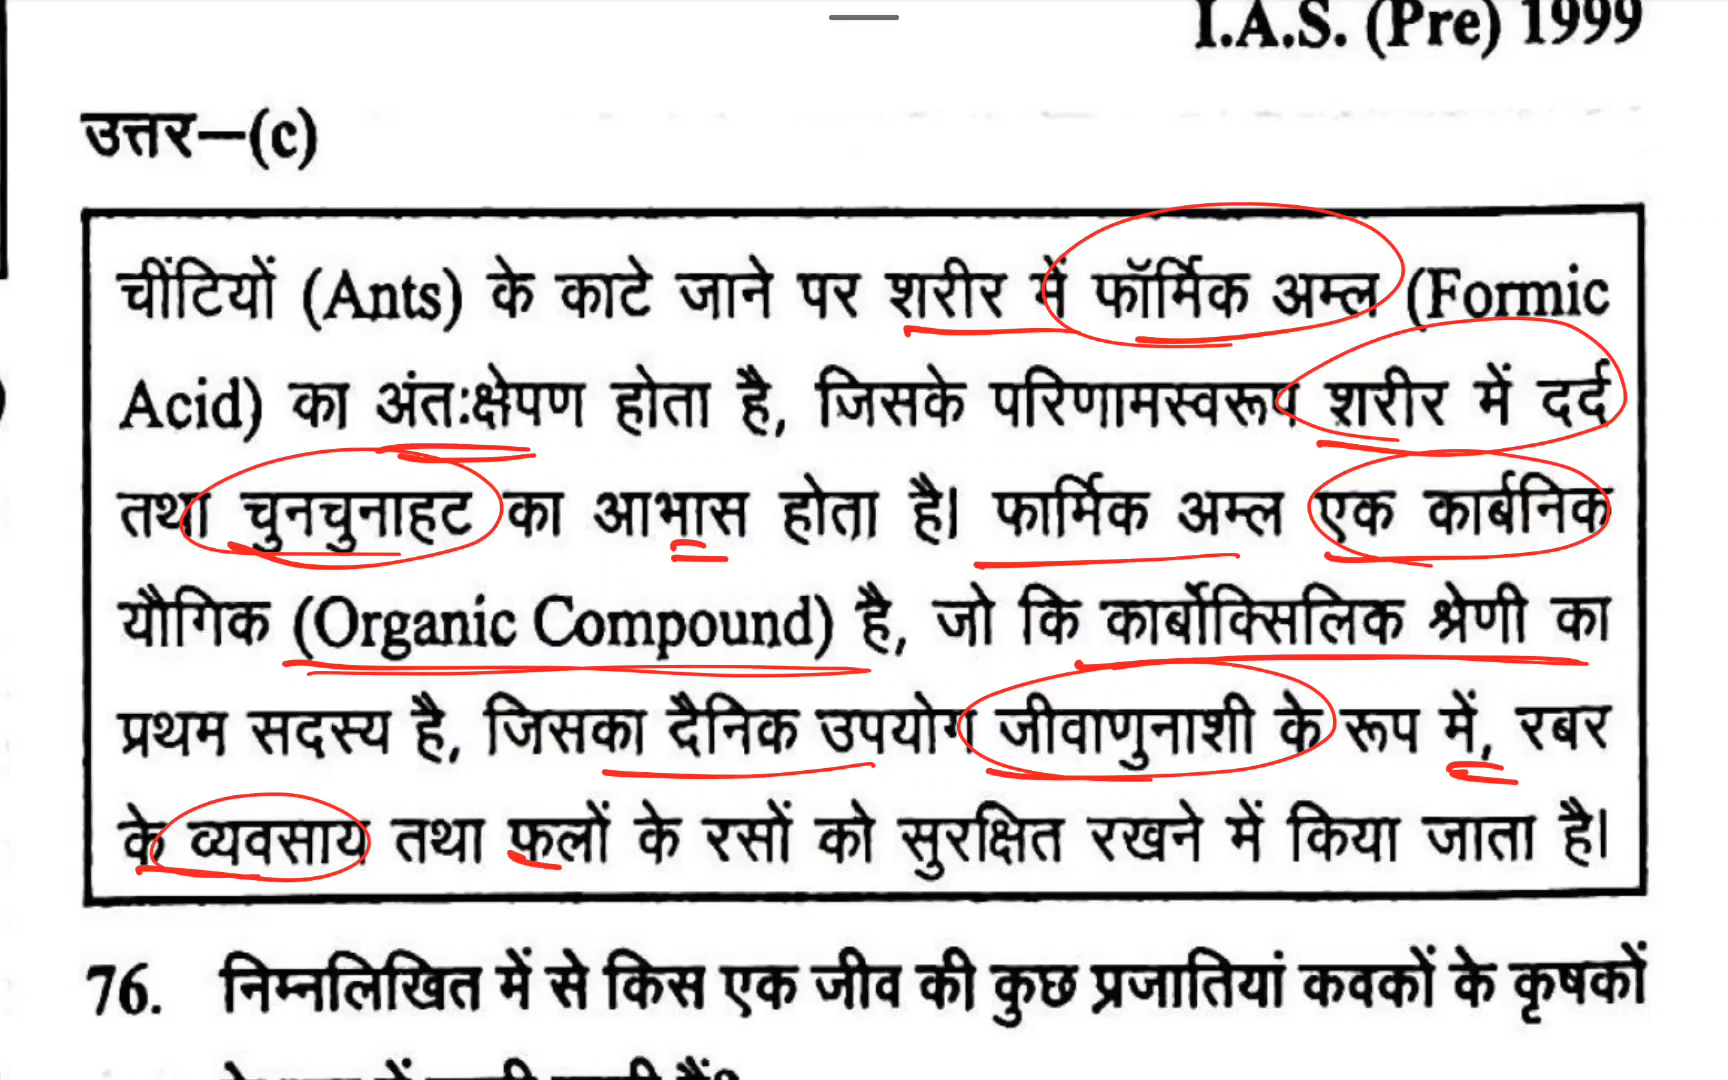 I.A.S. (Pre) 1999
उत्तर—(c)
चींटियों (Ants) के काटे जाने पर शरीर में फॉर्मिक अम्ल (Formic
Acid) का अंत:क्षेपण होता है, जिसके परिणामस्वरूप शरीर में दर्द
तथा चुनचुनाहट का आभास होता है। फार्मिक अम्ल एक कार्बनिक
यौगिक (Organic Compound) है, जो कि कार्बोक्सिलिक श्रेणी का
प्रथम सदस्य है, जिसका दैनिक उपयोग जीवाणुनाशी के रूप में, रबर
के व्यवसाय तथा फलों के रसों को सुरक्षित रखने में किया जाता है।
76. निम्नलिखित में से किस एक जीव की कुछ प्रजातियां कवकों के कृषकों